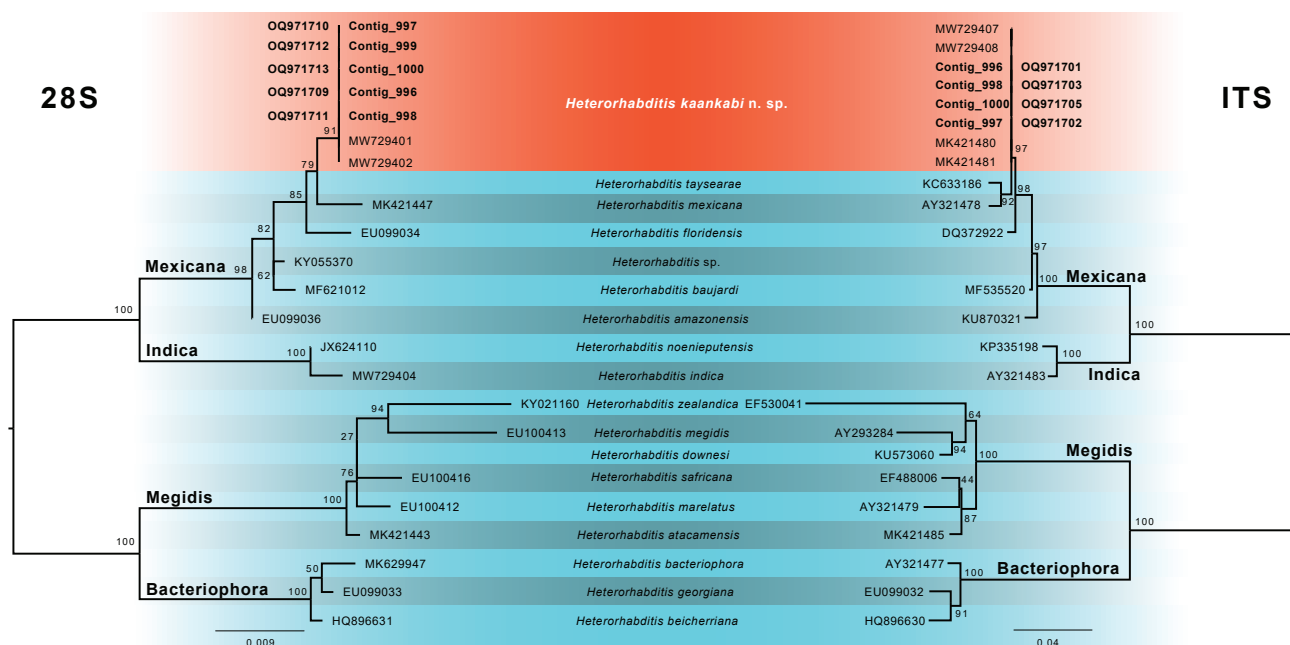 28S
ITS
OQ971710 Contig_997
OQ971712 Contig_999
OQ971713 Contig_1000
OQ971709 Contig_996
OQ971711 Contig_998
MW729401
MW729402
91
79
85
82
98
62
Heterorhabditis kaankabi n. sp.
MW729407
MW729408
Contig_996 OQ971701
Contig_998 OQ971703
Contig_1000 OQ971705
Contig_997 OQ971702
MK421480
MK421481
97
98
92
97
100
Heterorhabditis taysearae KC633186
MK421447 Heterorhabditis mexicana AY321478
EU099034 Heterorhabditis floridensis DQ372922
KY055370 Heterorhabditis sp.
Mexicana Mexicana
MF621012 Heterorhabditis baujardi MF535520
EU099036 Heterorhabditis amazonensis KU870321
100 100
JX624110 Heterorhabditis noenieputensis KP335198
Indica 100 100 Indica
MW729404 Heterorhabditis indica AY321483
KY021160 Heterorhabditis zealandica EF530041
94 64
EU100413 Heterorhabditis megidis AY293284
27 94
Heterorhabditis downesi KU573060
Megidis 100
76 44
EU100416 Heterorhabditis safricana EF488006
Megidis 100
EU100412 Heterorhabditis marelatus AY321479
87
MK421443 Heterorhabditis atacamensis MK421485
100 100
MK629947 Heterorhabditis bacteriophora AY321477
50 100
Bacteriophora Bacteriophora
100
EU099033 Heterorhabditis georgiana EU099032
91
HQ896631 Heterorhabditis beicherriana HQ896630
0.009 0.04